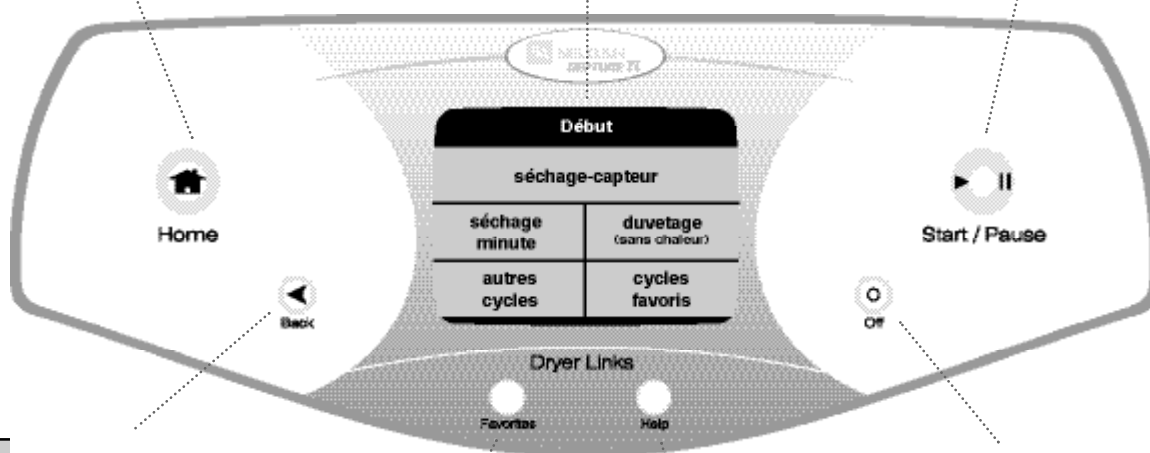 Début
séchage-capteur
séchage
minute
duvetage
(sans chaleur)
autres
cycles
cycles
favoris
Home
Start / Pause
Back
Off
Dryer Links
Favorites
Help